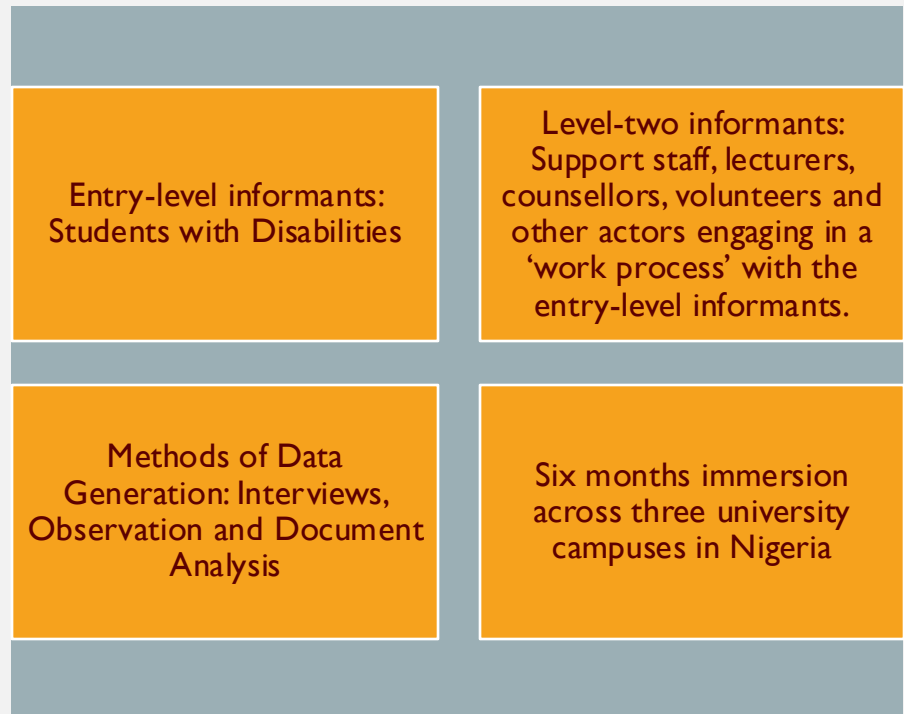 Entry-level informants:
Students with Disabilities
Level-two informants:
Support staff, lecturers,
counsellors, volunteers and
other actors engaging in a
‘work process’ with the
entry-level informants.
Methods of Data
Generation: Interviews,
Observation and Document
Analysis
Six months immersion
across three university
campuses in Nigeria